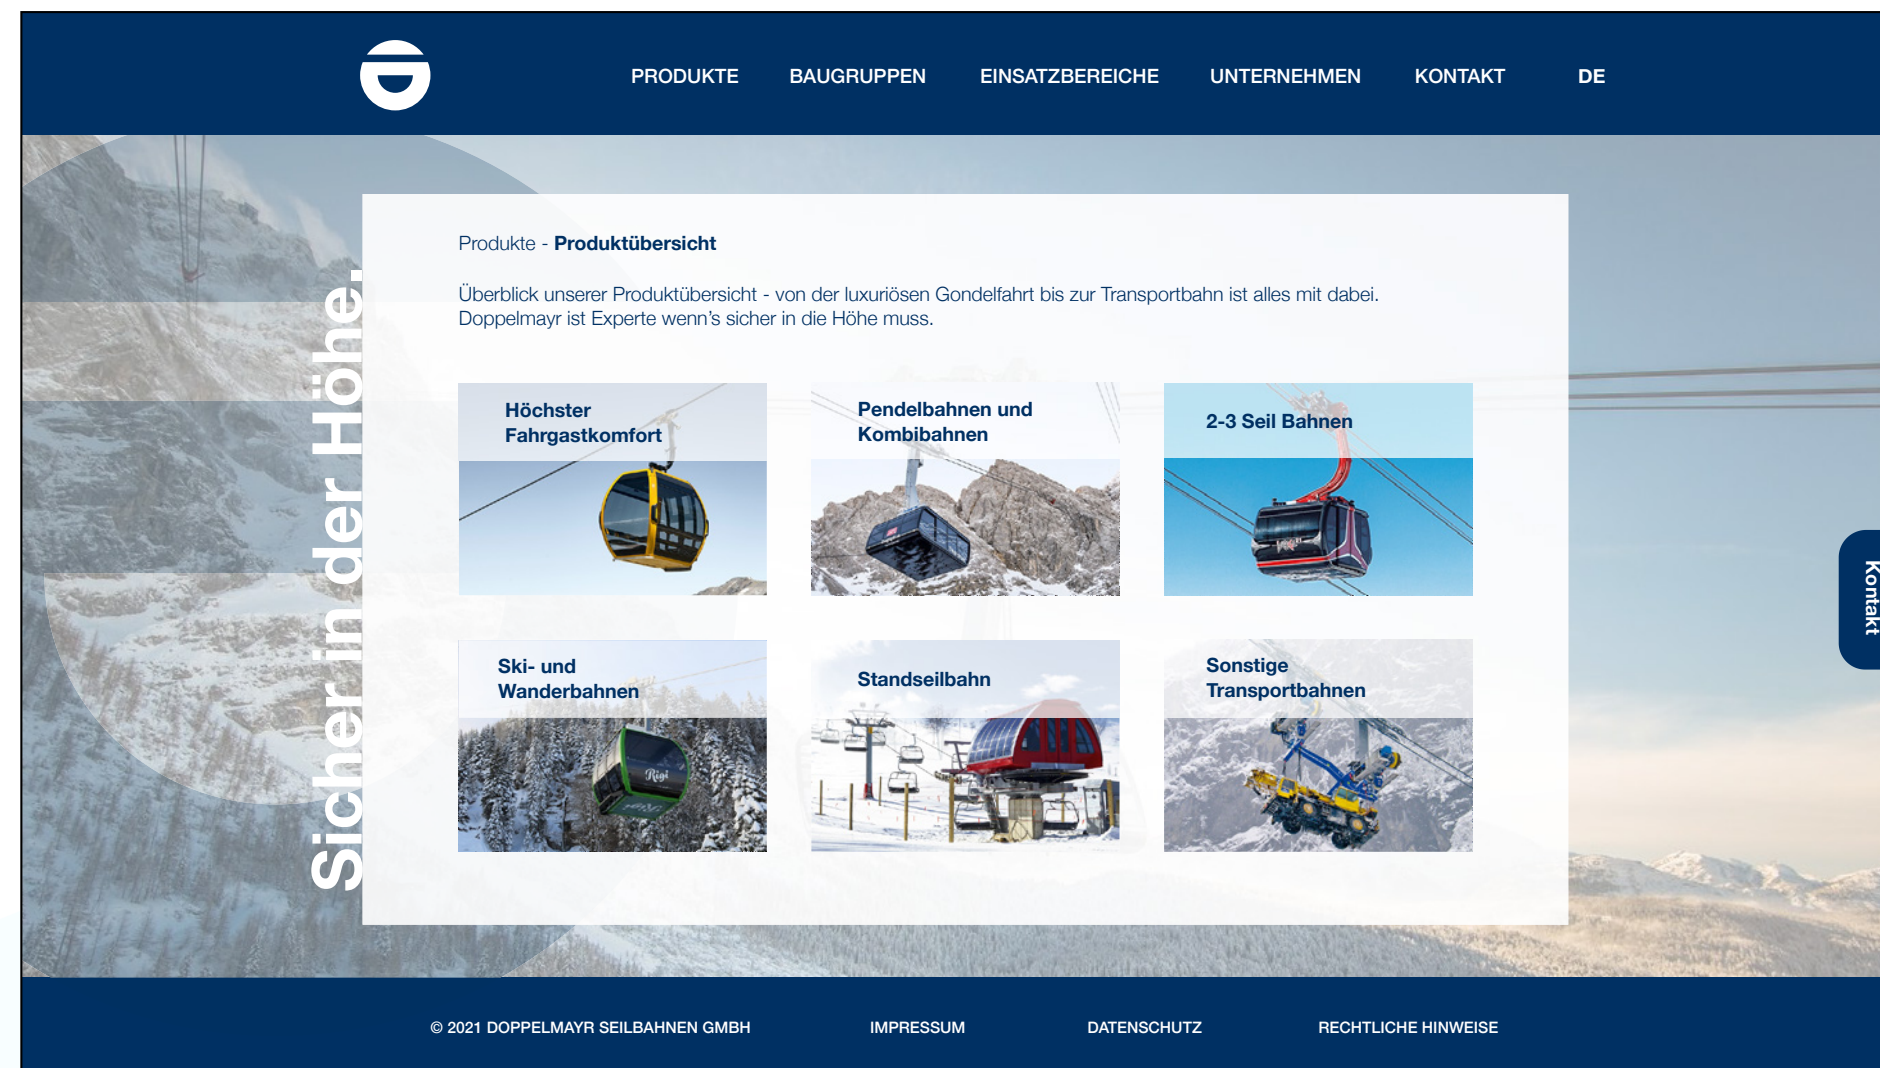 PRODUKTE BAUGRUPPEN EINSATZBEREICHE UNTERNEHMEN KONTAKT DE
Sicher in der Höhe.
Produkte - Produktübersicht
Überblick unserer Produktübersicht - von der luxuriösen Gondelfahrt bis zur Transportbahn ist alles mit dabei.
Doppelmayr ist Experte wenn's sicher in die Höhe muss.
Höchster
Fahrgastkomfort
Pendelbahnen und
Kombibahnen
2-3 Seil Bahnen
Ski- und
Wanderbahnen
Rigi
Standseilbahn
Sonstige
Transportbahnen
Kontakt
© 2021 DOPPELMAYR SEILBAHNEN GMBH IMPRESSUM DATENSCHUTZ RECHTLICHE HINWEISE